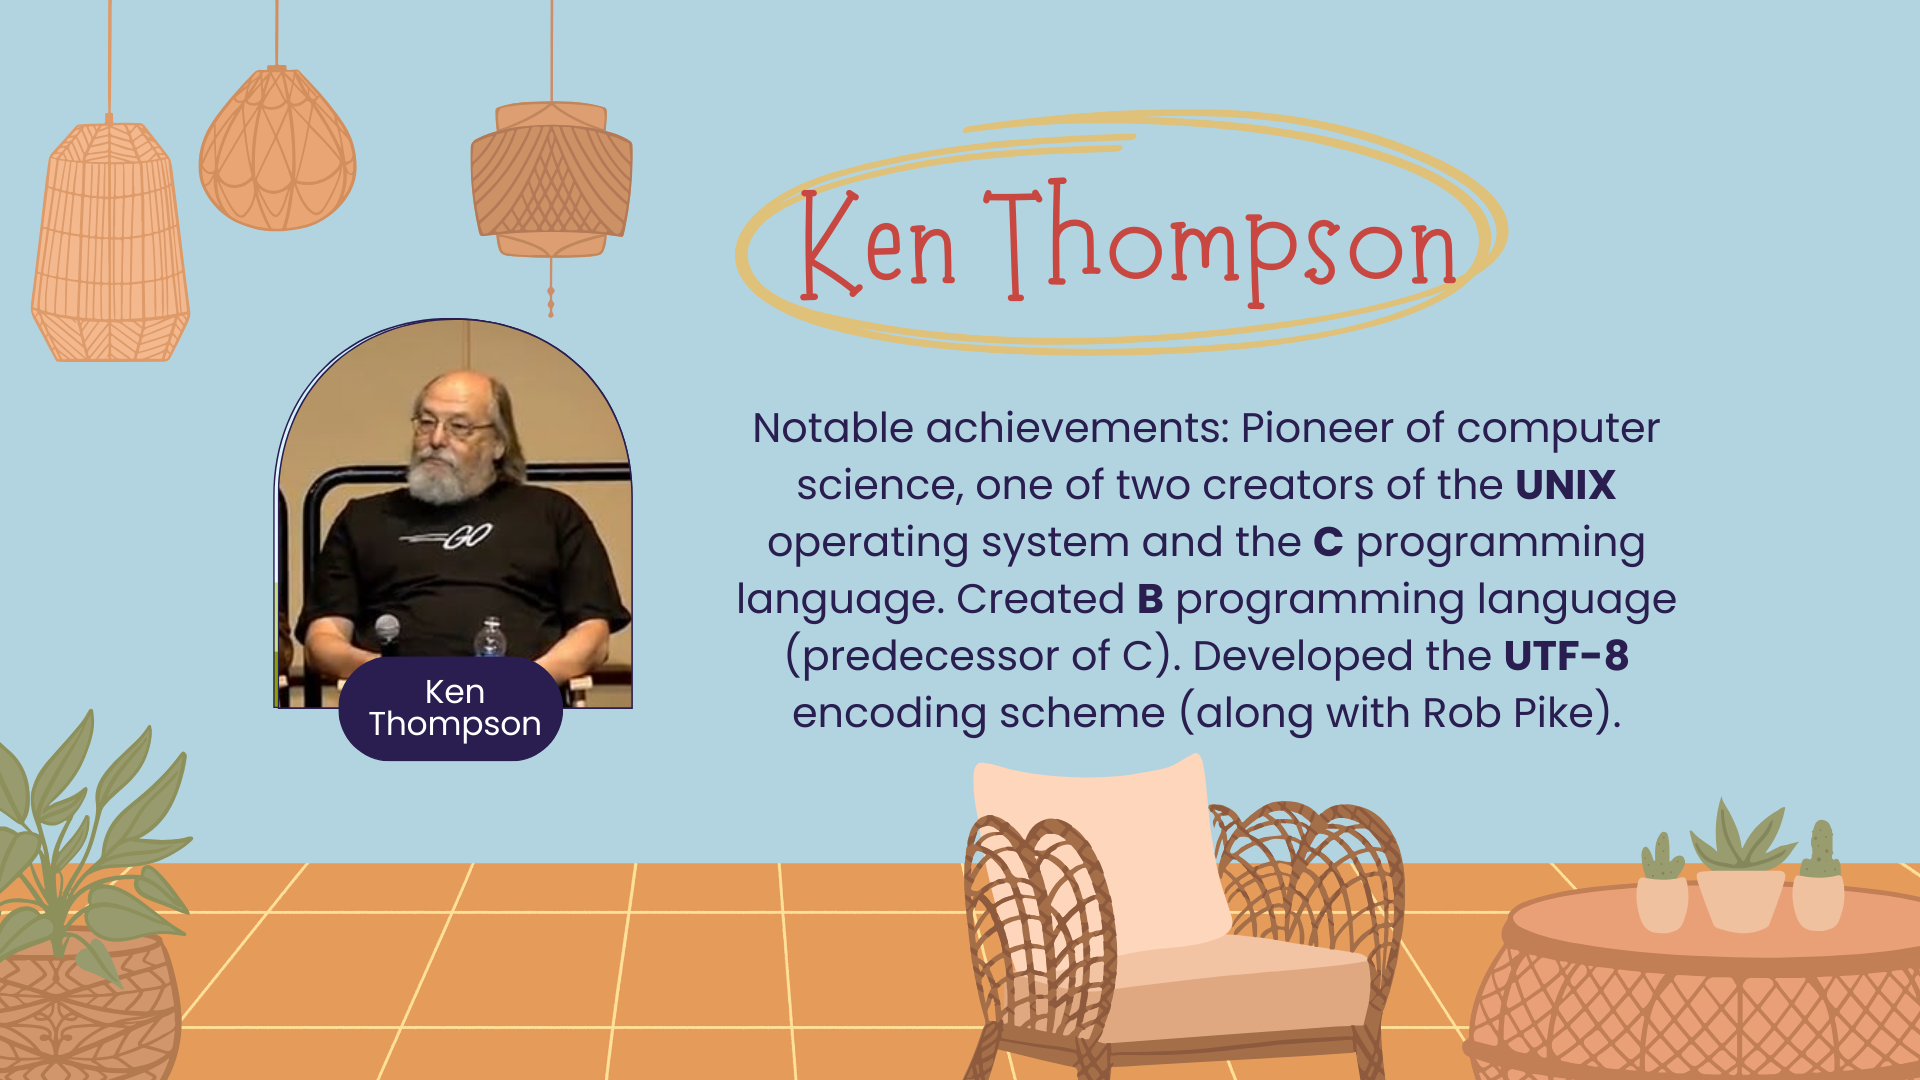 Ken Thompson
Notable achievements: Pioneer of computer
science, one of two creators of the UNIX
operating system and the C programming
language. Created B programming language
(predecessor of C). Developed the UTF-8
encoding scheme (along with Rob Pike).
GO
Ken
Thompson